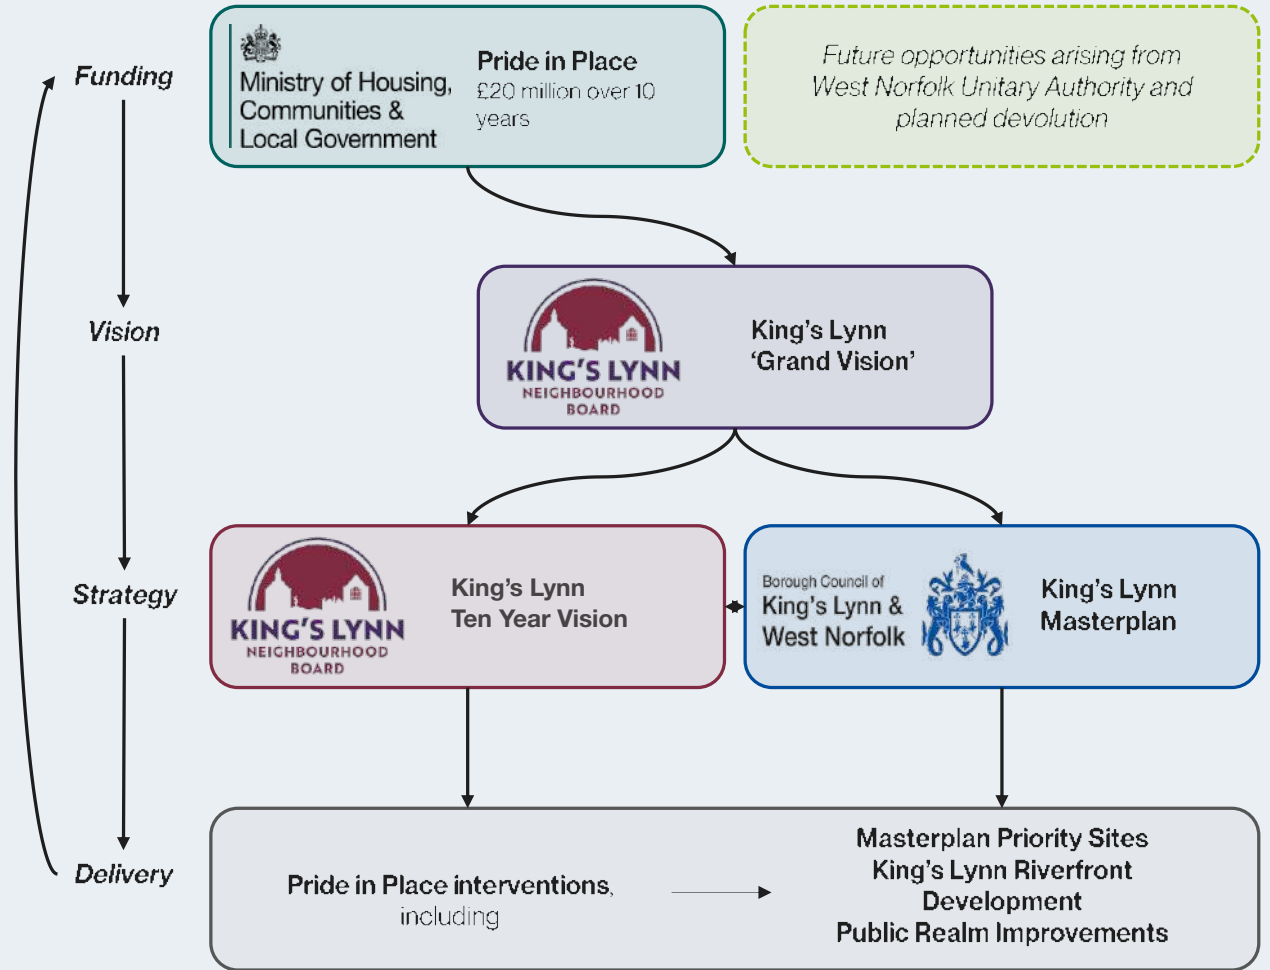 Funding
Ministry of Housing,
Communities &
Local Government
Pride in Place
£20 million over 10
years
Future opportunities arising from
West Norfolk Unitary Authority and
planned devolution
Vision
KING'S LYNN
NEIGHBOURHOOD
BOARD
King's Lynn
‘Grand Vision’
Strategy
KING'S LYNN
NEIGHBOURHOOD
BOARD
King's Lynn
Ten Year Vision
Borough Council of
King's Lynn &
West Norfolk
King's Lynn
Masterplan
Delivery
Pride in Place interventions,
including
Masterplan Priority Sites
King's Lynn Riverfront
Development
Public Realm Improvements